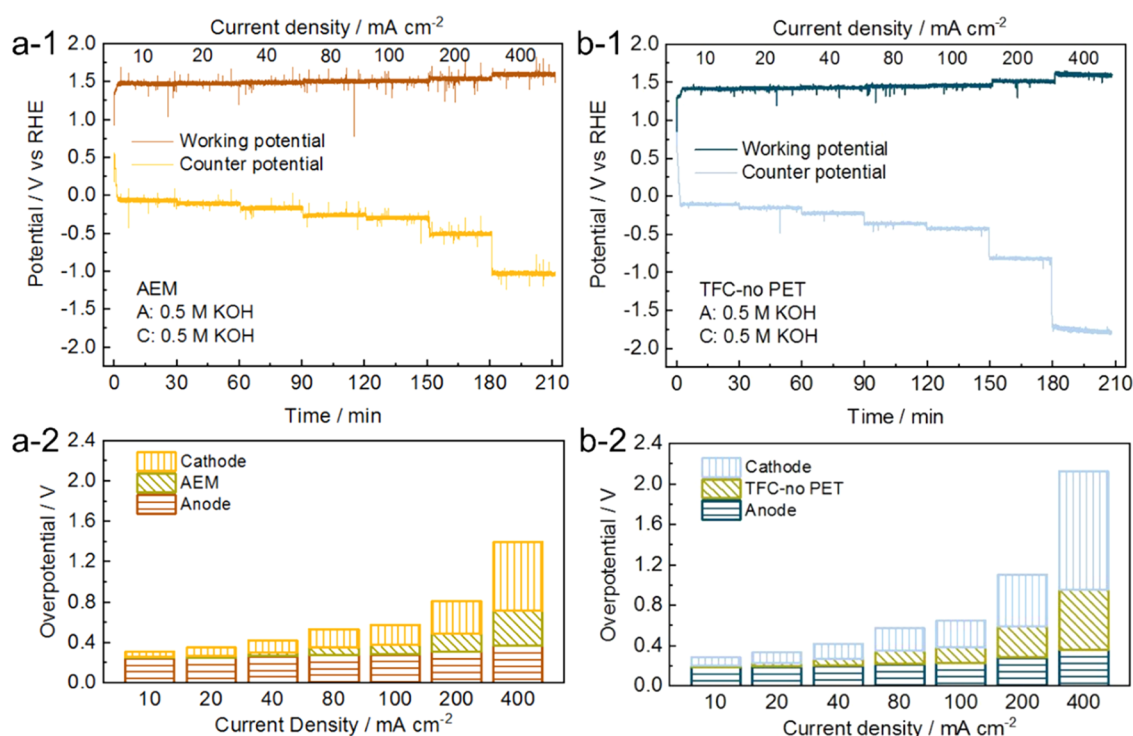 a-1
Current density / mA cm-2
10 20 40 80 100 200 400
2.0
1.5
1.0
0.5
0.0
-0.5
-1.0
-1.5
-2.0
Potential / V vs RHE
Working potential
Counter potential
AEM
A: 0.5 M KOH
C: 0.5 M KOH
0 30 60 90 120 150 180 210
Time / min
b-1
Current density / mA cm-2
10 20 40 80 100 200 400
2.0
1.5
1.0
0.5
0.0
-0.5
-1.0
-1.5
-2.0
Potential / V vs RHE
Working potential
Counter potential
TFC-no PET
A: 0.5 M KOH
C: 0.5 M KOH
0 30 60 90 120 150 180 210
Time / min
a-2
2.4
2.0
1.6
1.2
0.8
0.4
0.0
Overpotential / V
Cathode
AEM
Anode
10 20 40 80 100 200 400
Current Density / mA cm-2
b-2
2.4
2.0
1.6
1.2
0.8
0.4
0.0
Overpotential / V
Cathode
TFC-no PET
Anode
10 20 40 80 100 200 400
Current density / mA cm-2